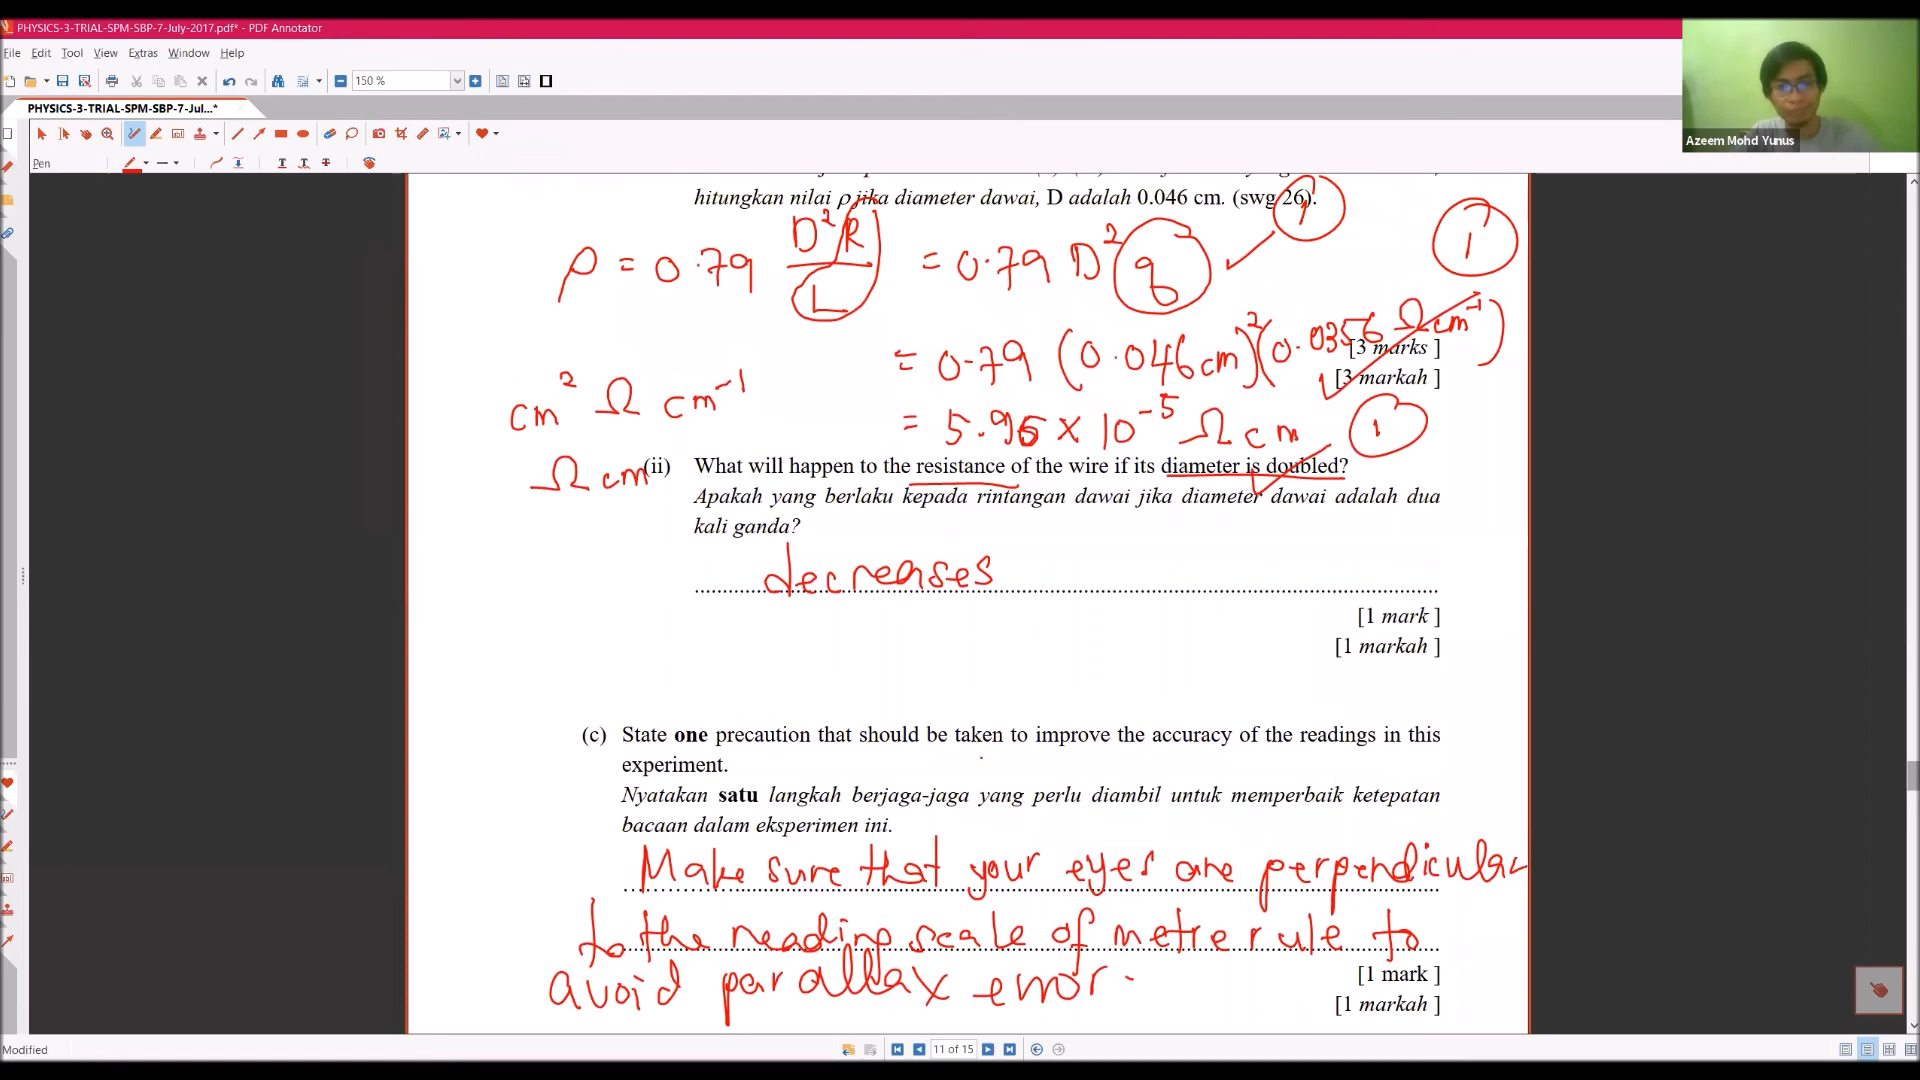 PHYSICS-3-TRIAL-SPM-SBP-7-July-2017.pdf* - PDF Annotator
File Edit Tool View Extras Window Help
150 %
PHYSICS-3-TRIAL-SPM-SBP-7-Jul...*
Azeem Mohd Yunus
Pen
hitungkan nilai ρ jika diameter dawai, D adalah 0.046 cm. (swg 26).
1
1
ρ = 0.79 D²R / L = 0.79 D² q
= 0.79 (0.046cm)² (0.0356 Ω cm⁻¹)
[3 marks ]
[3 markah ]
cm² Ω cm⁻¹
= 5.95 × 10⁻⁵ Ω cm
1
Ω cm
(ii) What will happen to the resistance of the wire if its diameter is doubled?
Apakah yang berlaku kepada rintangan dawai jika diameter dawai adalah dua
kali ganda?
decreases
[1 mark ]
[1 markah ]
(c) State one precaution that should be taken to improve the accuracy of the readings in this
experiment.
Nyatakan satu langkah berjaga-jaga yang perlu diambil untuk memperbaik ketepatan
bacaan dalam eksperimen ini.
Make sure that your eyes are perpendicular
to the reading scale of metre rule to
avoid parallax error.
[1 mark ]
[1 markah ]
Modified
11 of 15